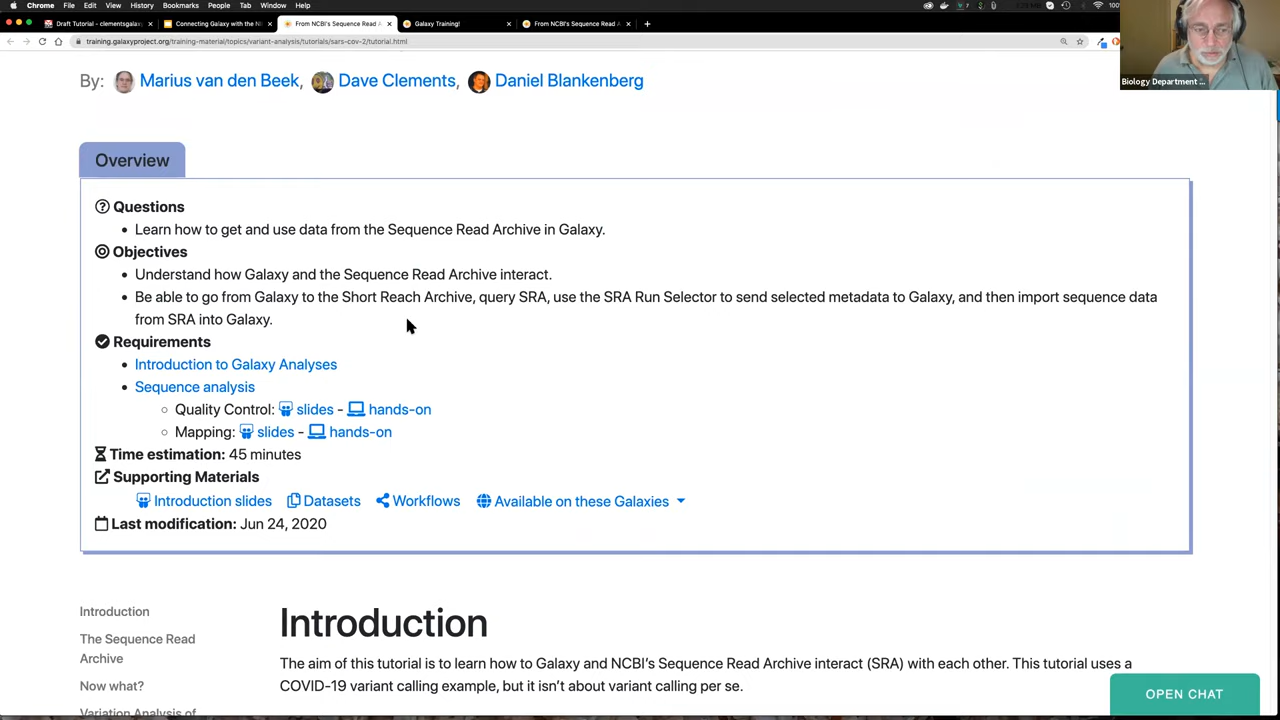 Chrome File Edit View History Bookmarks People Tab Window Help
Draft Tutorial - clementsgalax
Connecting Galaxy with the N
From NCBI's Sequence Read A
Galaxy Training!
From NCBI's Sequence Read A
training.galaxyproject.org/training-material/topics/variant-analysis/tutorials/sars-cov-2/tutorial.html
Biology Department ...
By: Marius van den Beek, Dave Clements, Daniel Blankenberg
Overview
Questions
Learn how to get and use data from the Sequence Read Archive in Galaxy.
Objectives
Understand how Galaxy and the Sequence Read Archive interact.
Be able to go from Galaxy to the Short Reach Archive, query SRA, use the SRA Run Selector to send selected metadata to Galaxy, and then import sequence data
from SRA into Galaxy.
Requirements
Introduction to Galaxy Analyses
Sequence analysis
Quality Control: slides - hands-on
Mapping: slides - hands-on
Time estimation: 45 minutes
Supporting Materials
Introduction slides Datasets Workflows Available on these Galaxies
Last modification: Jun 24, 2020
Introduction
The Sequence Read
Archive
Now what?
Variation Analysis of
Introduction
The aim of this tutorial is to learn how to Galaxy and NCBI's Sequence Read Archive interact (SRA) with each other. This tutorial uses a
COVID-19 variant calling example, but it isn't about variant calling per se.
OPEN CHAT